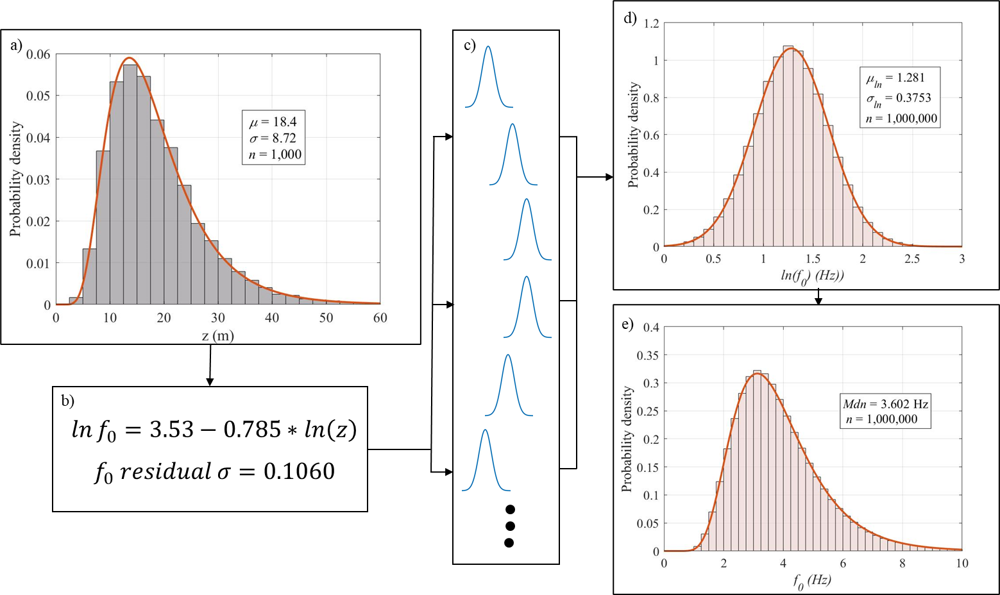 a)
0.06
0.05
0.04
0.03
0.02
0.01
0
Probability density
μ = 18.4
σ = 8.72
n = 1,000
0 10 20 30 40 50 60
z (m)
b)
ln f₀ = 3.53 − 0.785 ∗ ln(z)
f₀ residual σ = 0.1060
c)
d)
1.2
1
0.8
0.6
0.4
0.2
0
Probability density
μ_ln = 1.281
σ_ln = 0.3753
n = 1,000,000
0 0.5 1 1.5 2 2.5 3
ln(f₀) (Hz))
e)
0.4
0.35
0.3
0.25
0.2
0.15
0.1
0.05
0
Probability density
Mdn = 3.602 Hz
n = 1,000,000
0 2 4 6 8 10
f₀ (Hz)